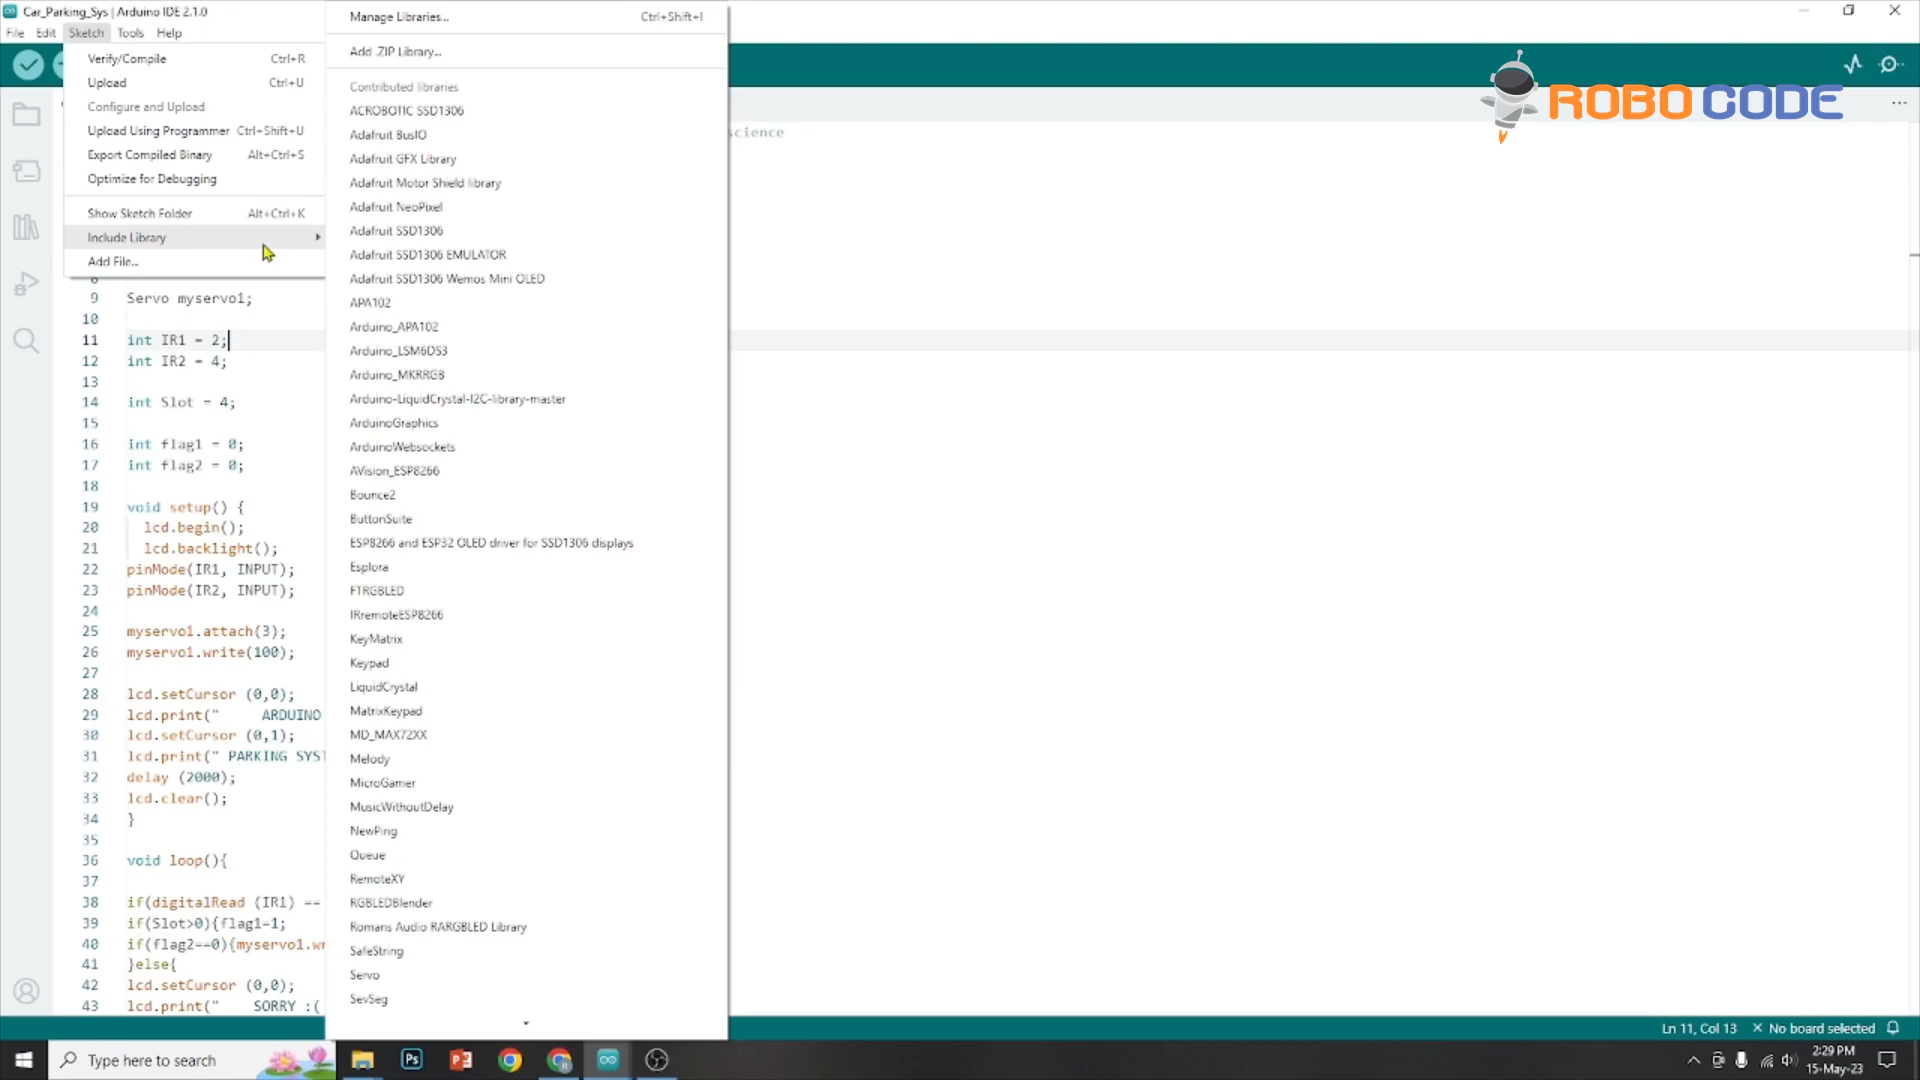 Car_Parking_Sys | Arduino IDE 2.1.0
File Edit Sketch Tools Help
Verify/Compile Ctrl+R
Upload Ctrl+U
Configure and Upload
Upload Using Programmer Ctrl+Shift+U
Export Compiled Binary Alt+Ctrl+S
Optimize for Debugging
Show Sketch Folder Alt+Ctrl+K
Include Library
Add File...
Manage Libraries... Ctrl+Shift+I
Add .ZIP Library...
Contributed libraries
ACROBOTIC SSD1306
Adafruit BusIO
Adafruit GFX Library
Adafruit Motor Shield library
Adafruit NeoPixel
Adafruit SSD1306
Adafruit SSD1306 EMULATOR
Adafruit SSD1306 Wemos Mini OLED
APA102
Arduino_APA102
Arduino_LSM6DS3
Arduino_MKRRGB
Arduino-LiquidCrystal-I2C-library-master
ArduinoGraphics
ArduinoWebsockets
AVision_ESP8266
Bounce2
ButtonSuite
ESP8266 and ESP32 OLED driver for SSD1306 displays
Esplora
FTRGBLED
IRremoteESP8266
KeyMatrix
Keypad
LiquidCrystal
MatrixKeypad
MD_MAX72XX
Melody
MicroGamer
MusicWithoutDelay
NewPing
Queue
RemoteXY
RGBLEDBlender
Romans Audio RARGBLED Library
SafeString
Servo
SevSeg
science
ROBO CODE
9 Servo myservo1;
10
11 int IR1 = 2;
12 int IR2 = 4;
13
14 int Slot = 4;
15
16 int flag1 = 0;
17 int flag2 = 0;
18
19 void setup() {
20 lcd.begin();
21 lcd.backlight();
22 pinMode(IR1, INPUT);
23 pinMode(IR2, INPUT);
24
25 myservo1.attach(3);
26 myservo1.write(100);
27
28 lcd.setCursor (0,0);
29 lcd.print(" ARDUINO
30 lcd.setCursor (0,1);
31 lcd.print(" PARKING SYST
32 delay (2000);
33 lcd.clear();
34 }
35
36 void loop(){
37
38 if(digitalRead (IR1) ==
39 if(Slot>0){flag1=1;
40 if(flag2==0){myservo1.wr
41 }else{
42 lcd.setCursor (0,0);
43 lcd.print(" SORRY :(
Ln 11, Col 13 × No board selected
Type here to search
Ps
2:29 PM
15-May-23